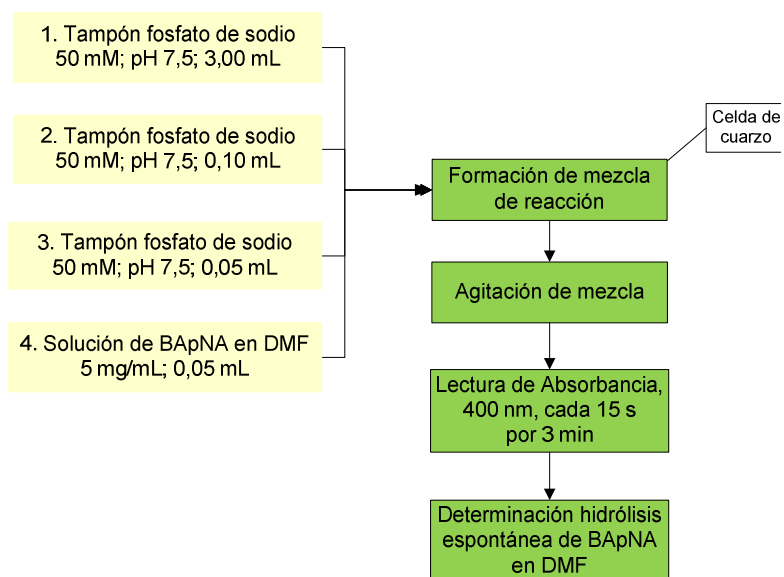 1. Tampón fosfato de sodio
50 mM; pH 7,5; 3,00 mL
2. Tampón fosfato de sodio
50 mM; pH 7,5; 0,10 mL
3. Tampón fosfato de sodio
50 mM; pH 7,5; 0,05 mL
4. Solución de BApNA en DMF
5 mg/mL; 0,05 mL
Celda de
cuarzo
Formación de mezcla
de reacción
Agitación de mezcla
Lectura de Absorbancia,
400 nm, cada 15 s
por 3 min
Determinación hidrólisis
espontánea de BApNA
en DMF